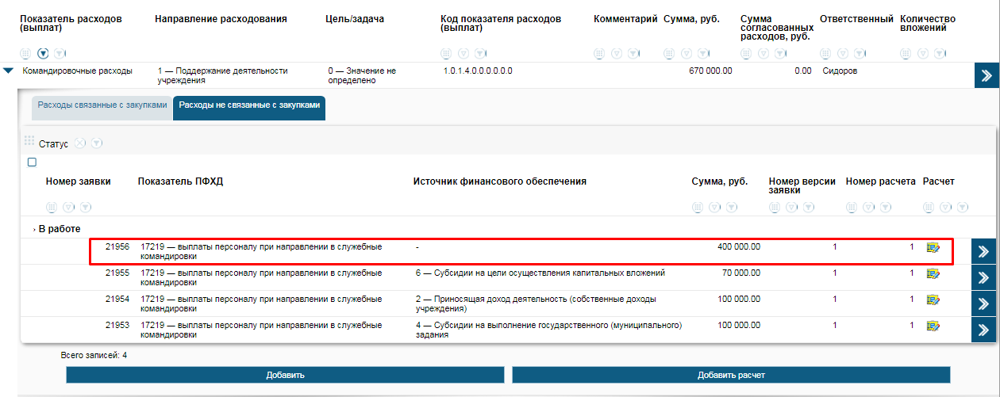 Показатель расходов (выплат)
Направление расходования
Цель/задача
Код показателя расходов (выплат)
Комментарий
Сумма, руб.
Сумма согласованных расходов, руб.
Ответственный
Количество вложений
Командировочные расходы
1 — Поддержание деятельности учреждения
0 — Значение не определено
1.0.1.4.0.0.0.0.0.0
670 000.00
0.00
Сидоров
Расходы связанные с закупками
Расходы не связанные с закупками
Статус
Номер заявки
Показатель ПФХД
Источник финансового обеспечения
Сумма, руб.
Номер версии заявки
Номер расчета
Расчет
В работе
21956 17219 — выплаты персоналу при направлении в служебные командировки - 400 000.00 1 1
21955 17219 — выплаты персоналу при направлении в служебные командировки 6 — Субсидии на цели осуществления капитальных вложений 70 000.00 1 1
21954 17219 — выплаты персоналу при направлении в служебные командировки 2 — Приносящая доход деятельность (собственные доходы учреждения) 100 000.00 1 1
21953 17219 — выплаты персоналу при направлении в служебные командировки 4 — Субсидии на выполнение государственного (муниципального) задания 100 000.00 1 1
Всего записей: 4
Добавить
Добавить расчет